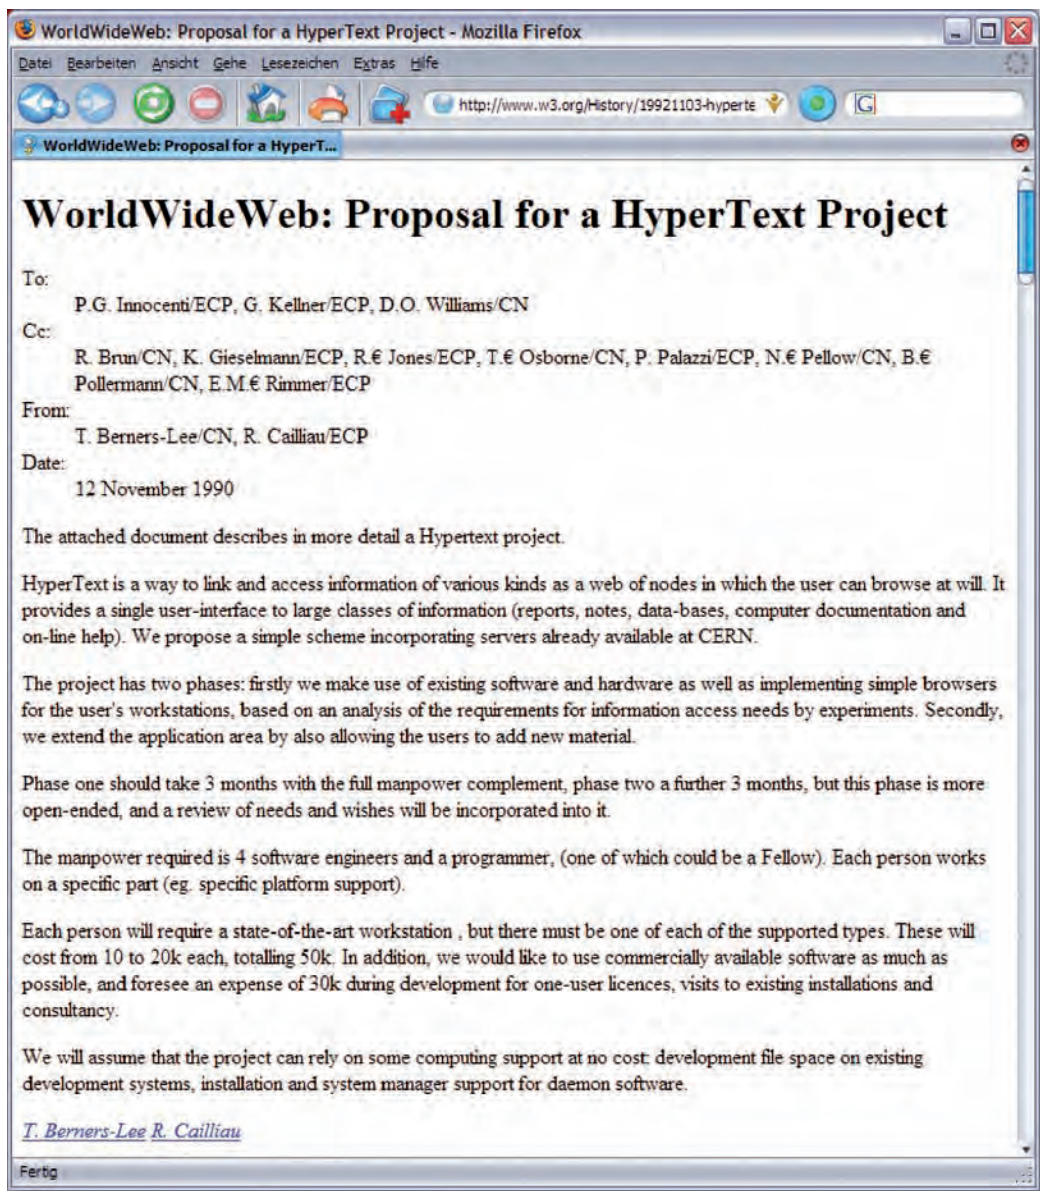 WorldWideWeb: Proposal for a HyperText Project - Mozilla Firefox
Datei Bearbeiten Ansicht Gehe Lesezeichen Extras Hilfe
http://www.w3.org/History/19921103-hyperte
G
WorldWideWeb: Proposal for a HyperT...
WorldWideWeb: Proposal for a HyperText Project
To:
P.G. Innocenti/ECP, G. Kellner/ECP, D.O. Williams/CN
Cc:
R. Brun/CN, K. Gieselmann/ECP, R.€ Jones/ECP, T.€ Osborne/CN, P. Palazzi/ECP, N.€ Pellow/CN, B.€
Pollermann/CN, E.M.€ Rimmer/ECP
From:
T. Berners-Lee/CN, R. Cailliau/ECP
Date:
12 November 1990
The attached document describes in more detail a Hypertext project.
HyperText is a way to link and access information of various kinds as a web of nodes in which the user can browse at will. It
provides a single user-interface to large classes of information (reports, notes, data-bases, computer documentation and
on-line help). We propose a simple scheme incorporating servers already available at CERN.
The project has two phases: firstly we make use of existing software and hardware as well as implementing simple browsers
for the user's workstations, based on an analysis of the requirements for information access needs by experiments. Secondly,
we extend the application area by also allowing the users to add new material.
Phase one should take 3 months with the full manpower complement, phase two a further 3 months, but this phase is more
open-ended, and a review of needs and wishes will be incorporated into it.
The manpower required is 4 software engineers and a programmer, (one of which could be a Fellow). Each person works
on a specific part (eg. specific platform support).
Each person will require a state-of-the-art workstation , but there must be one of each of the supported types. These will
cost from 10 to 20k each, totalling 50k. In addition, we would like to use commercially available software as much as
possible, and foresee an expense of 30k during development for one-user licences, visits to existing installations and
consultancy.
We will assume that the project can rely on some computing support at no cost: development file space on existing
development systems, installation and system manager support for daemon software.
T. Berners-Lee R. Cailliau
Fertig